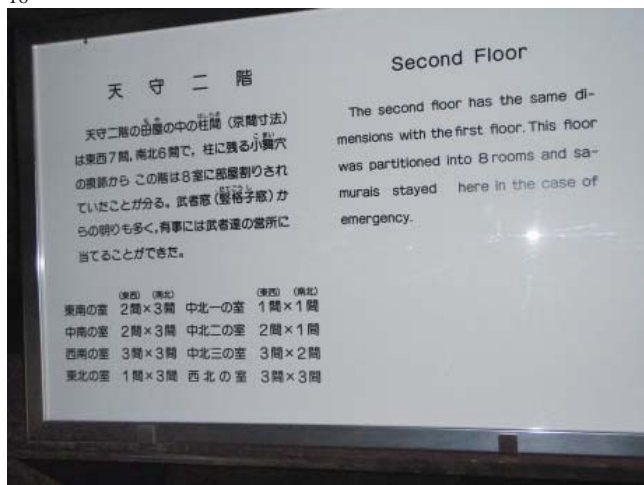 天守二階
天守二階の母屋の中の柱間（京間寸法）
は東西7間,南北6間で，柱に残る小舞穴
の痕跡から この階は8室に部屋割りされ
ていたことが分る。武者窓（竪格子窓）か
らの明りも多く,有事には武者達の営所に
当てることができた。
（東西）（南北）
東南の室 2間×3間
中南の室 2間×3間
西南の室 3間×3間
東北の室 1間×3間
（東西）（南北）
中北一の室 1間×1間
中北二の室 2間×1間
中北三の室 3間×2間
西北の室 3間×3間
Second Floor
The second floor has the same di-
mensions with the first floor. This floor
was partitioned into 8 rooms and sa-
murais stayed here in the case of
emergency.